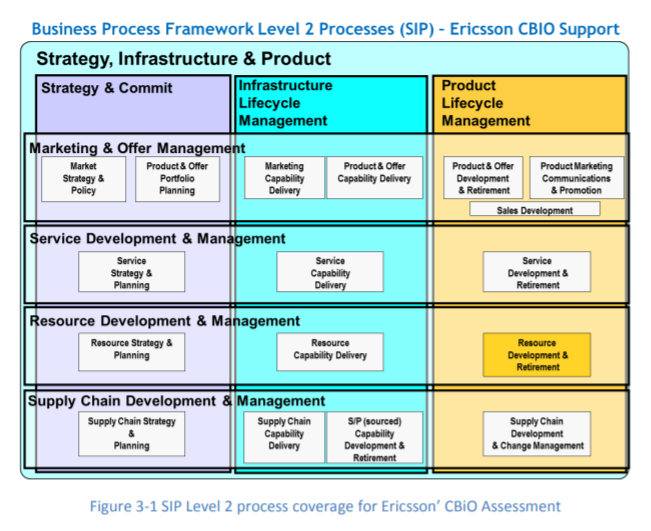 Business Process Framework Level 2 Processes (SIP) – Ericsson CBIO Support
Strategy, Infrastructure & Product
Strategy & Commit
Infrastructure
Lifecycle
Management
Product
Lifecycle
Management
Marketing & Offer Management
Market
Strategy &
Policy
Product & Offer
Portfolio
Planning
Marketing
Capability
Delivery
Product & Offer
Capability Delivery
Product & Offer
Development
& Retirement
Product Marketing
Communications
& Promotion
Sales Development
Service Development & Management
Service
Strategy &
Planning
Service
Capability
Delivery
Service
Development &
Retirement
Resource Development & Management
Resource Strategy &
Planning
Resource
Capability Delivery
Resource
Development &
Retirement
Supply Chain Development & Management
Supply Chain Strategy
&
Planning
Supply Chain
Capability
Delivery
S/P (sourced)
Capability
Development &
Retirement
Supply Chain
Development
& Change Management
Figure 3-1 SIP Level 2 process coverage for Ericsson' CBiO Assessment